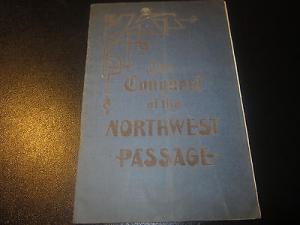 The
Conquest
of the
NORTHWEST
PASSAGE